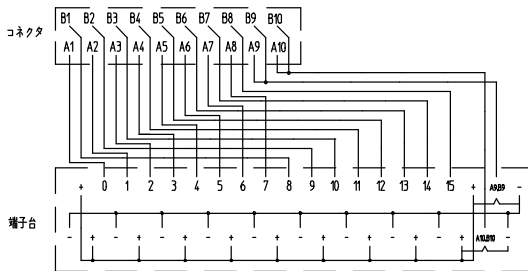 B1 B2 B3 B4 B5 B6 B7 B8 B9 B10
コネクタ
A1 A2 A3 A4 A5 A6 A7 A8 A9 A10
+ 0 1 2 3 4 5 6 7 8 9 10 11 12 13 14 15 + A9,B9 -
端子台
- + - + - + - + - + - + - + - + - + A10,B10 -